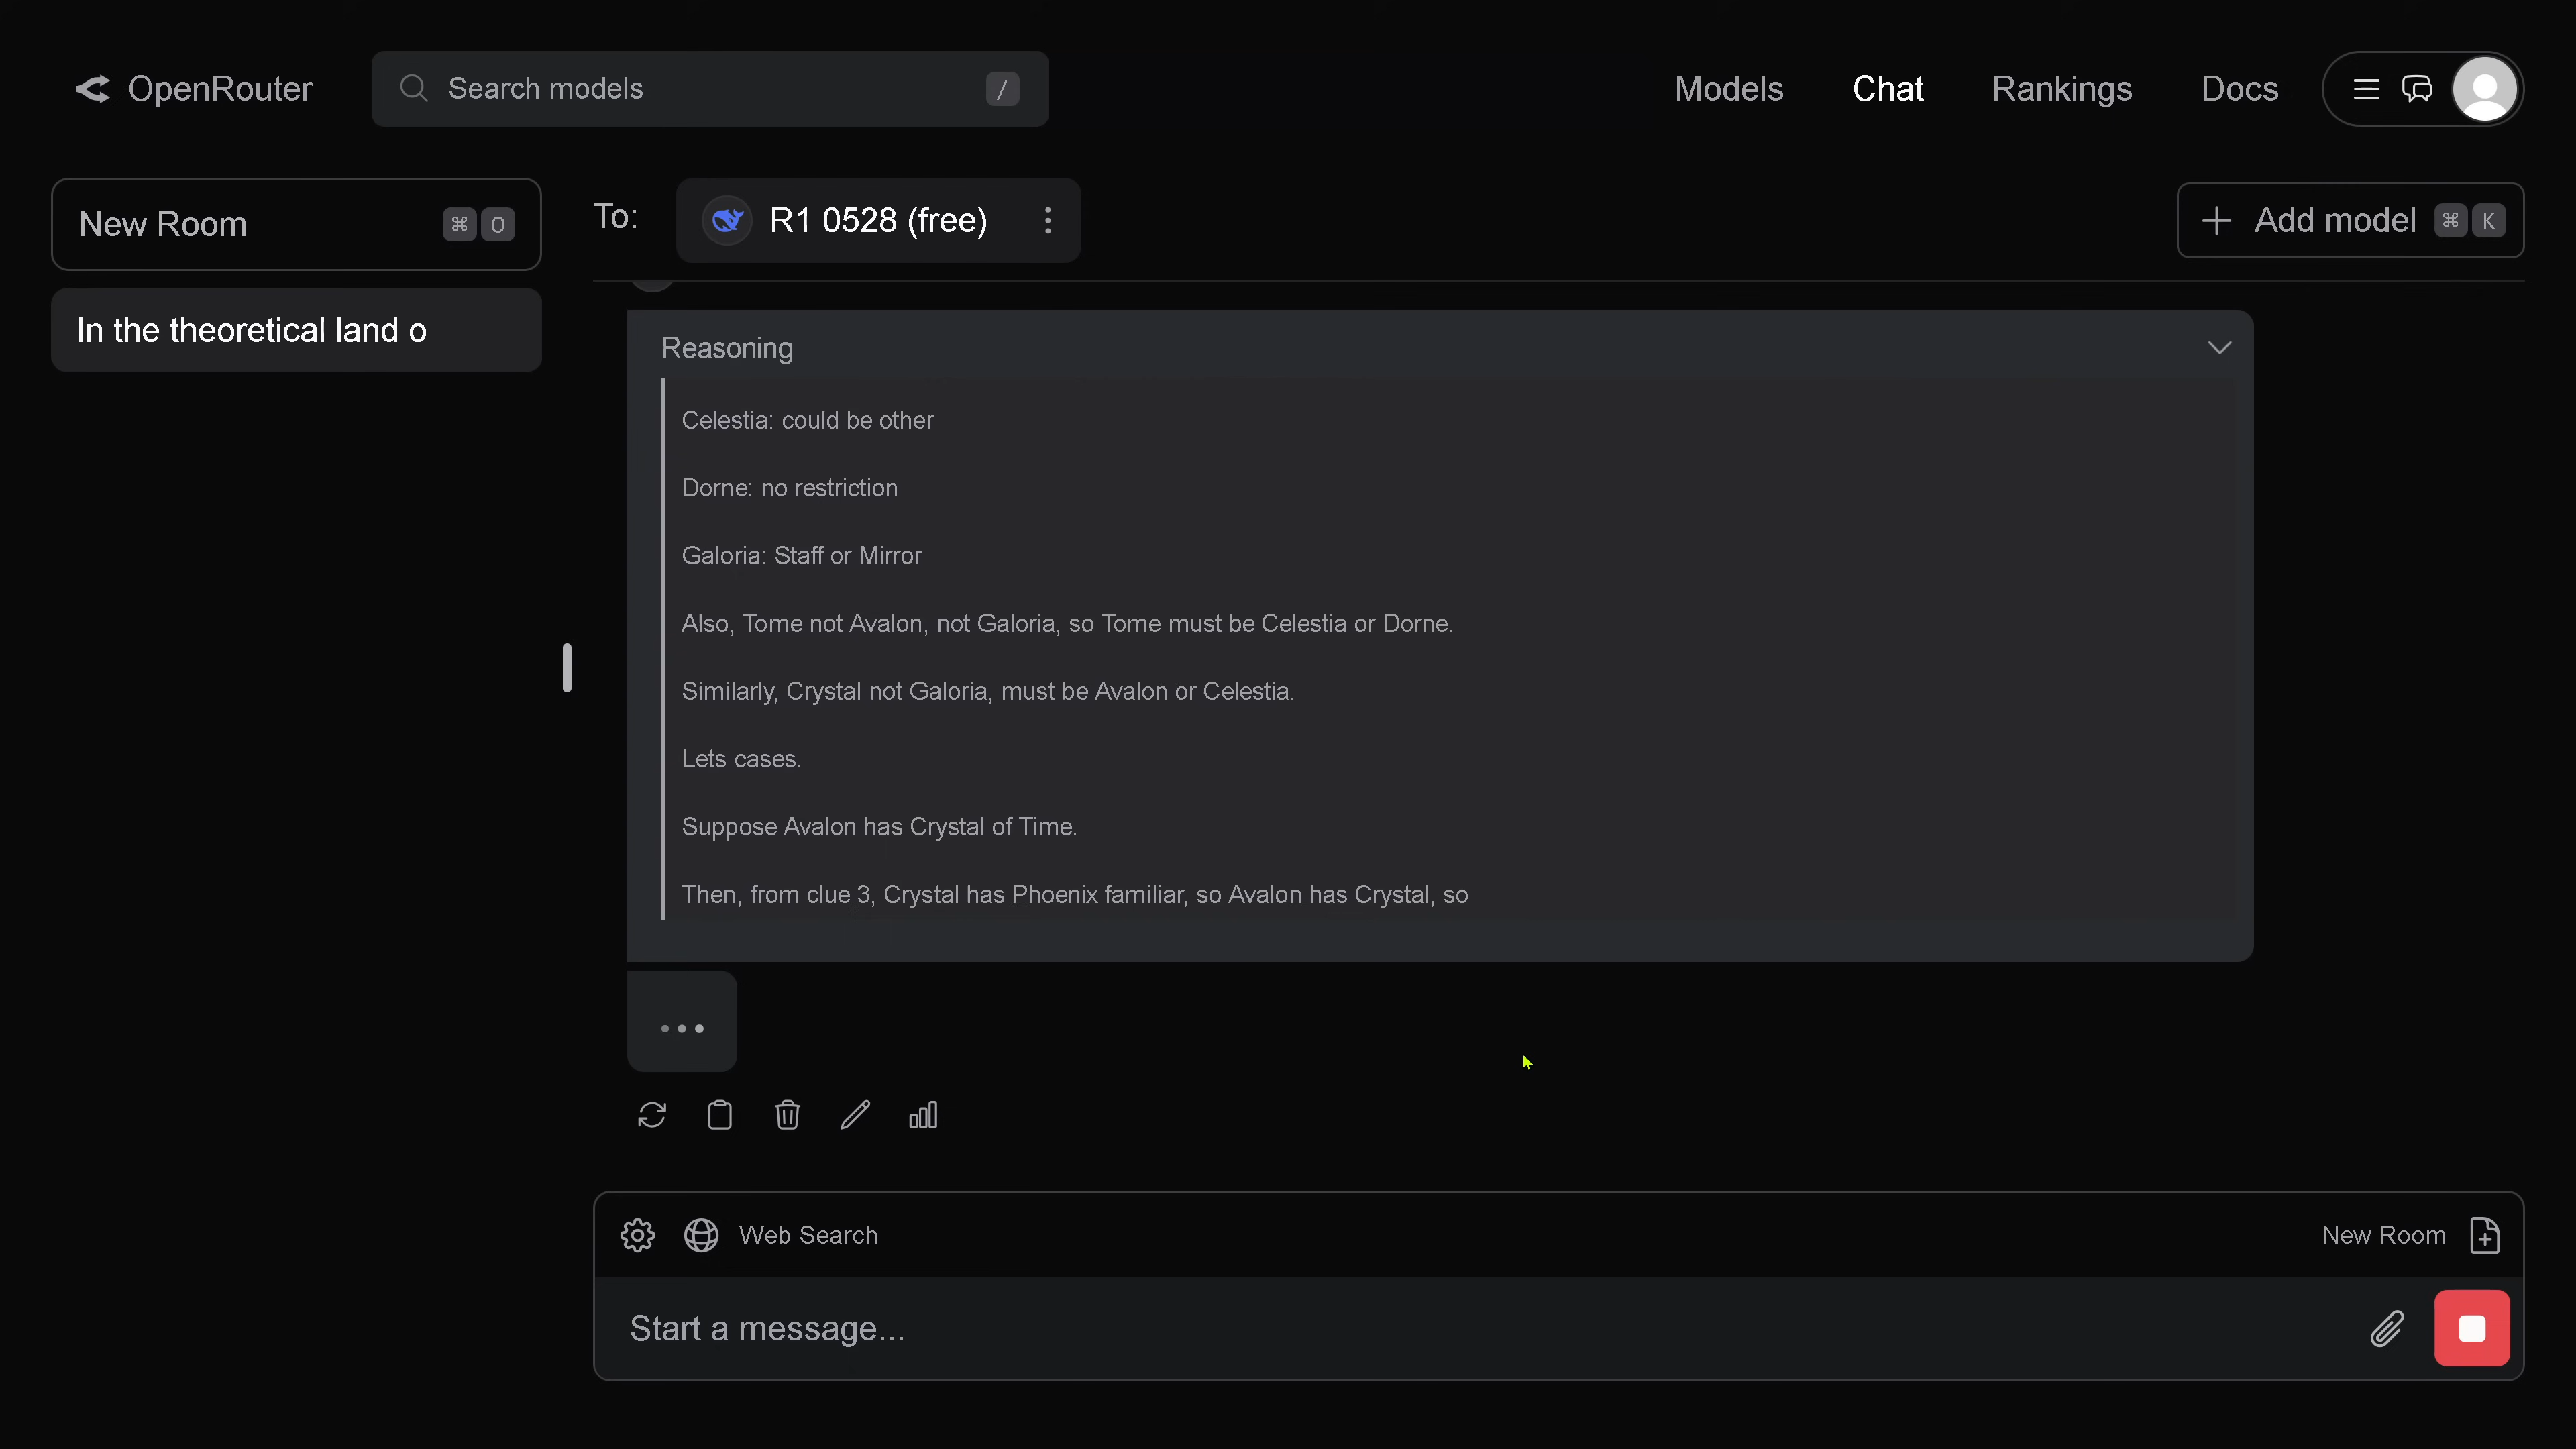 OpenRouter
Search models
/
Models
Chat
Rankings
Docs
New Room
⌘
O
In the theoretical land o
To:
R1 0528 (free)
Add model
⌘
K
Reasoning
Celestia: could be other
Dorne: no restriction
Galoria: Staff or Mirror
Also, Tome not Avalon, not Galoria, so Tome must be Celestia or Dorne.
Similarly, Crystal not Galoria, must be Avalon or Celestia.
Lets cases.
Suppose Avalon has Crystal of Time.
Then, from clue 3, Crystal has Phoenix familiar, so Avalon has Crystal, so
Web Search
New Room
Start a message...